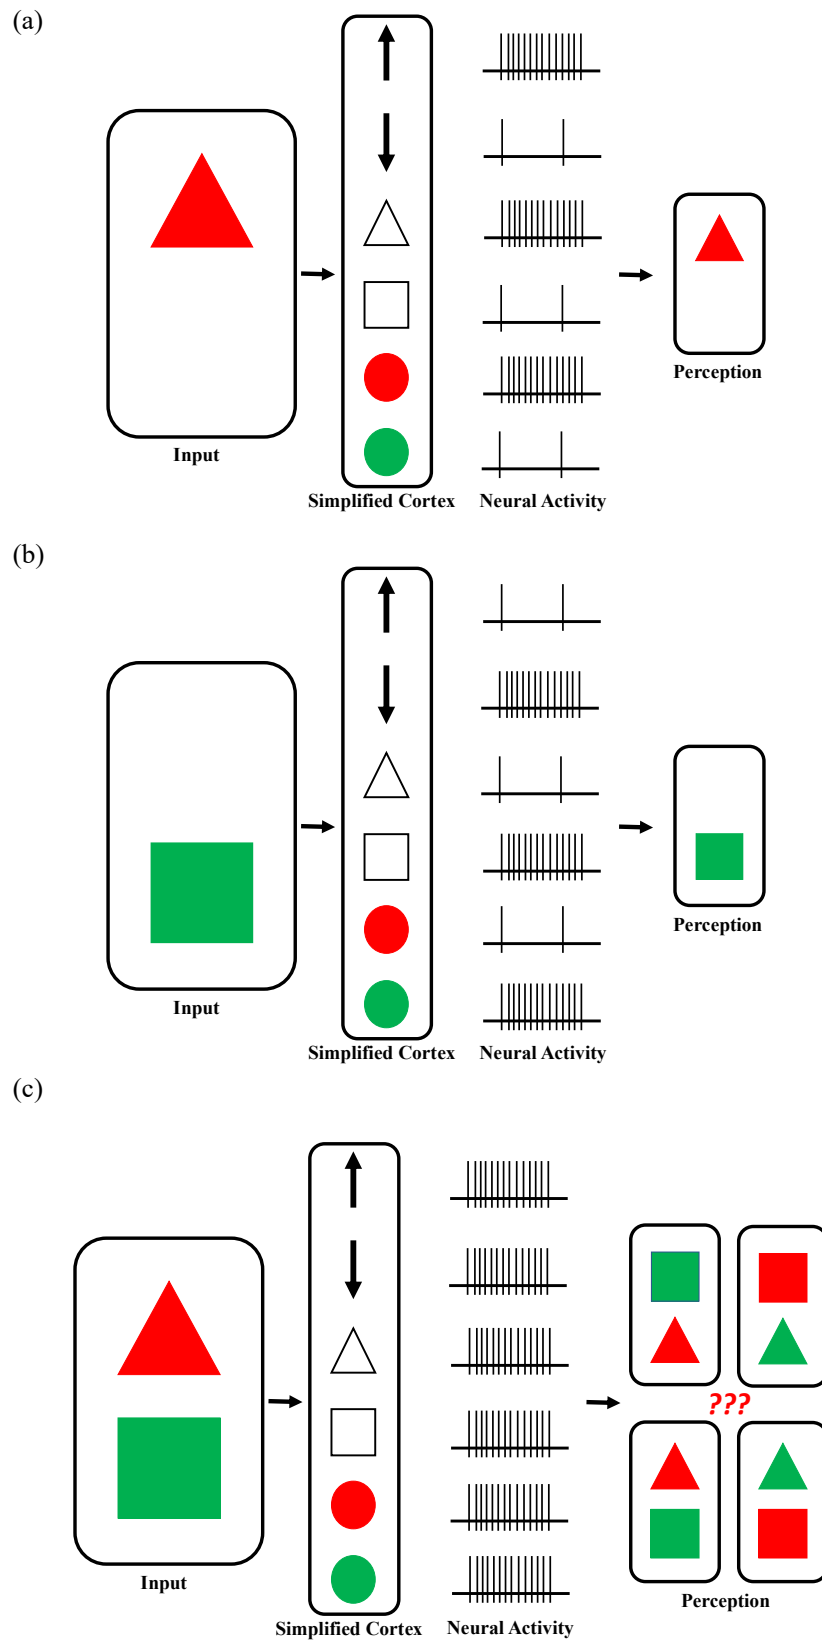 (a)
Input
Simplified Cortex
Neural Activity
Perception
(b)
Input
Simplified Cortex
Neural Activity
Perception
(c)
???
Input
Simplified Cortex
Neural Activity
Perception